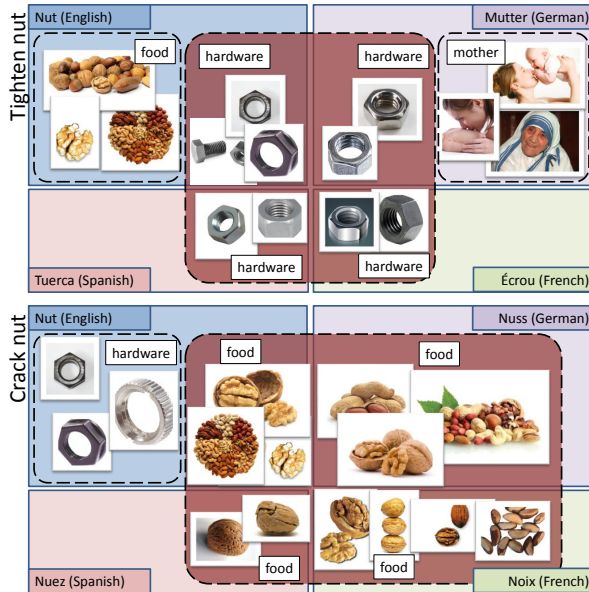 Tighten nut
Nut (English)
Mutter (German)
food
hardware
hardware
mother
hardware
hardware
Tuerca (Spanish)
Écrou (French)
Crack nut
Nut (English)
Nuss (German)
hardware
food
food
food
food
Nuez (Spanish)
Noix (French)